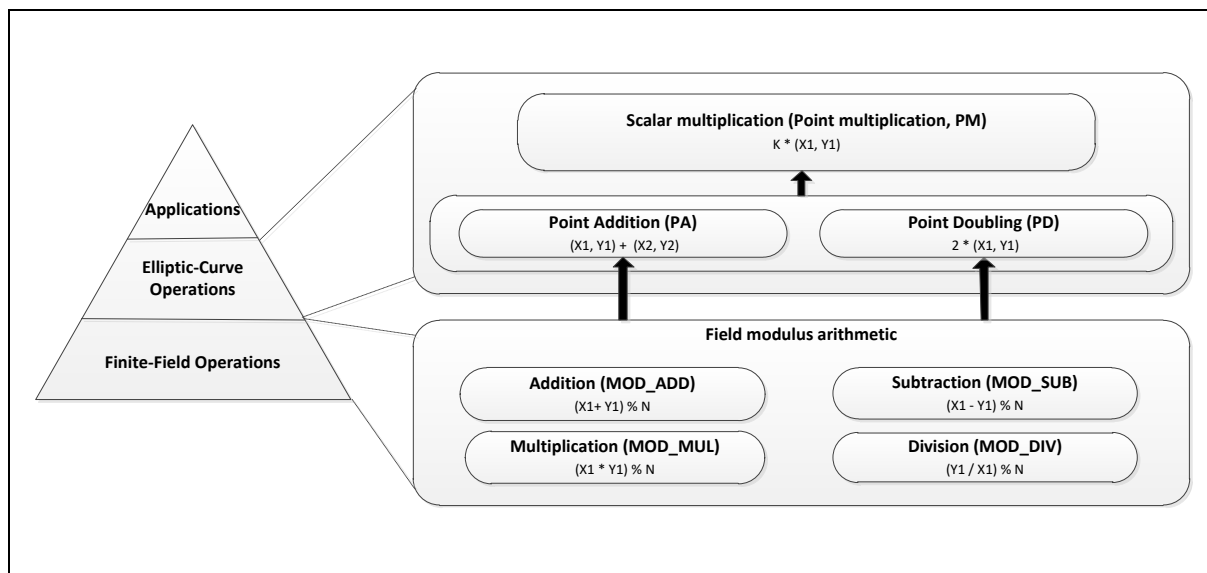 Applications
Elliptic-Curve
Operations
Finite-Field Operations
Scalar multiplication (Point multiplication, PM)
K * (X1, Y1)
Point Addition (PA)
(X1, Y1) + (X2, Y2)
Point Doubling (PD)
2 * (X1, Y1)
Field modulus arithmetic
Addition (MOD_ADD)
(X1+ Y1) % N
Subtraction (MOD_SUB)
(X1 - Y1) % N
Multiplication (MOD_MUL)
(X1 * Y1) % N
Division (MOD_DIV)
(Y1 / X1) % N